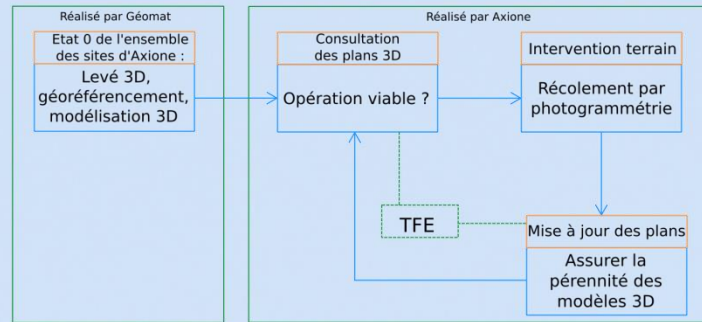 Réalisé par Géomat
Etat 0 de l'ensemble
des sites d'Axione :
Levé 3D,
géoréférencement,
modélisation 3D
Réalisé par Axione
Consultation
des plans 3D
Opération viable ?
Intervention terrain
Récolement par
photogrammétrie
TFE
Mise à jour des plans
Assurer la
pérennité des
modèles 3D